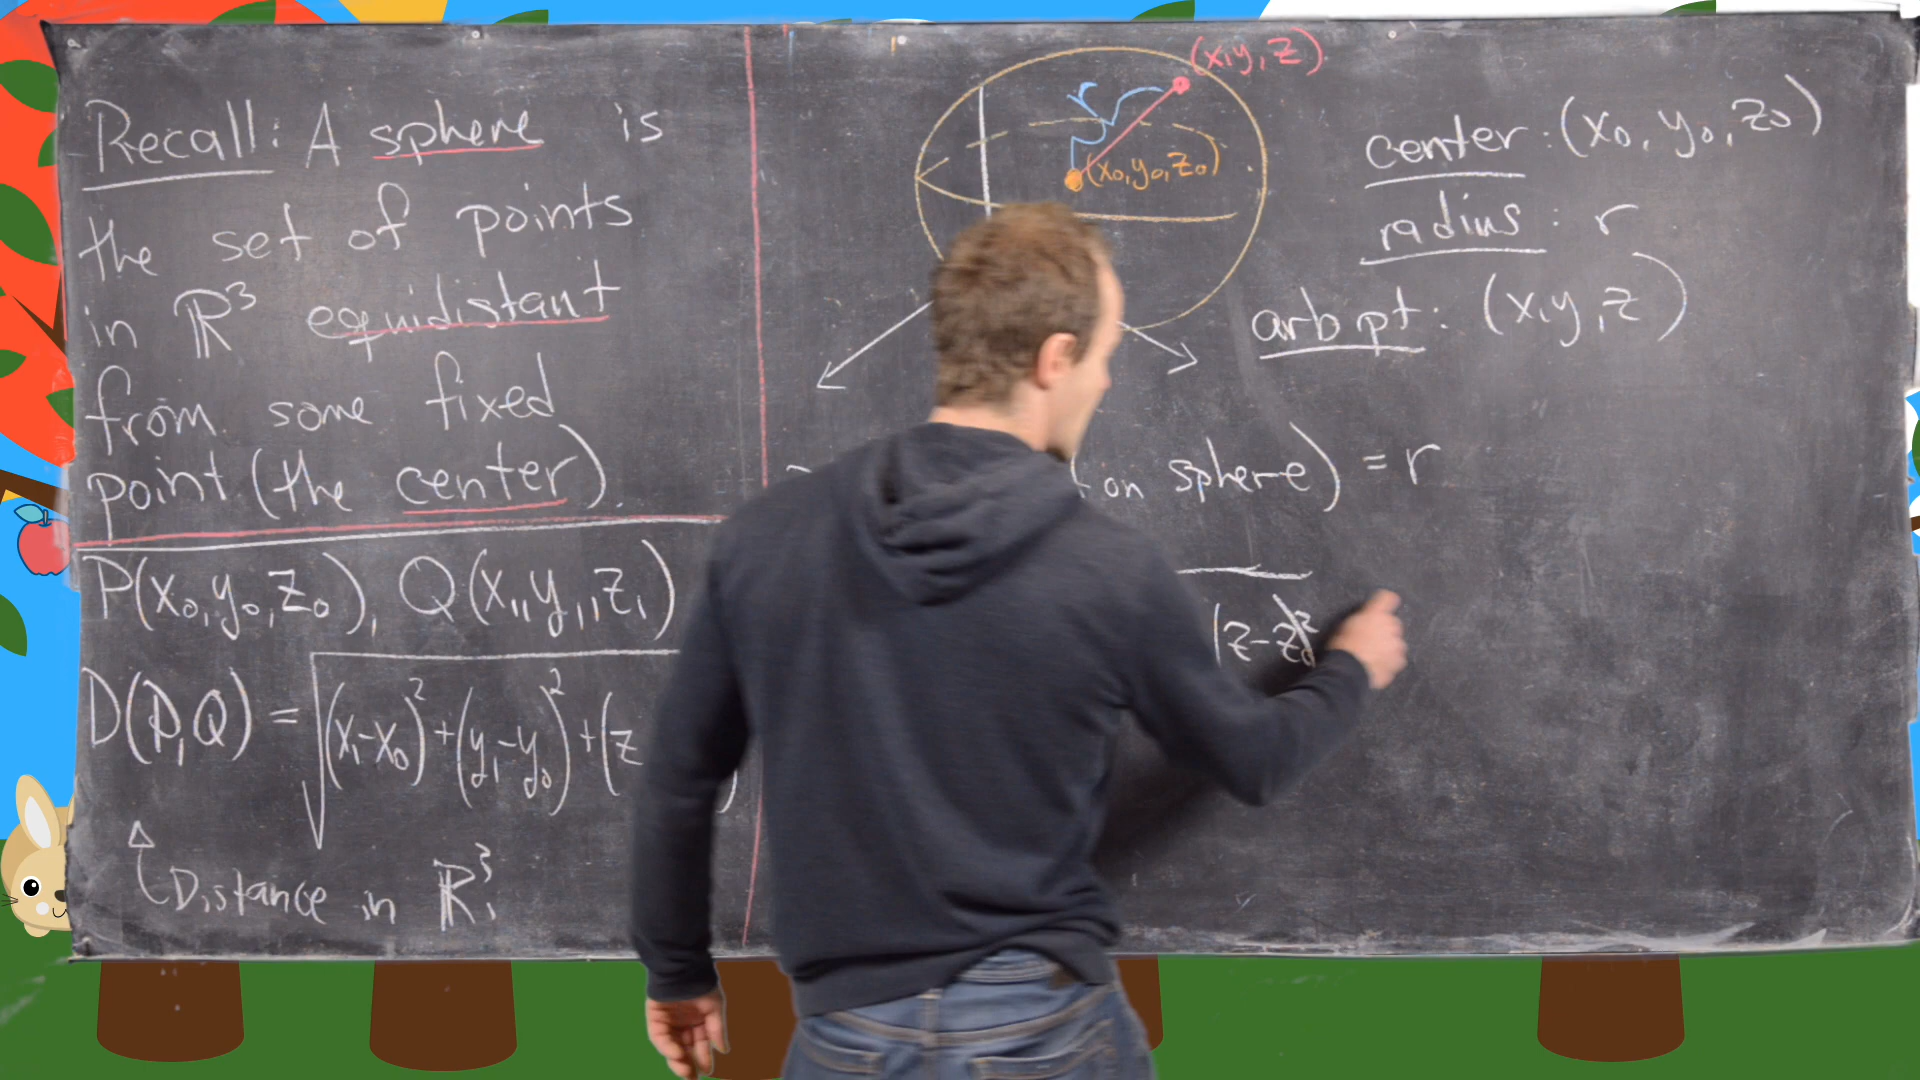 Recall: A sphere is
the set of points
in ℝ³ equidistant
from some fixed
point (the center).
P(x₀,y₀,z₀), Q(x₁,y₁,z₁)
D(P,Q) = √(x₁-x₀)²+(y₁-y₀)²+(z
Distance in ℝ³
(x,y,z)
r
(x₀,y₀,z₀)
center: (x₀, y₀, z₀)
radius: r
arb pt: (x,y,z)
on sphere) = r
(z-z₀)²